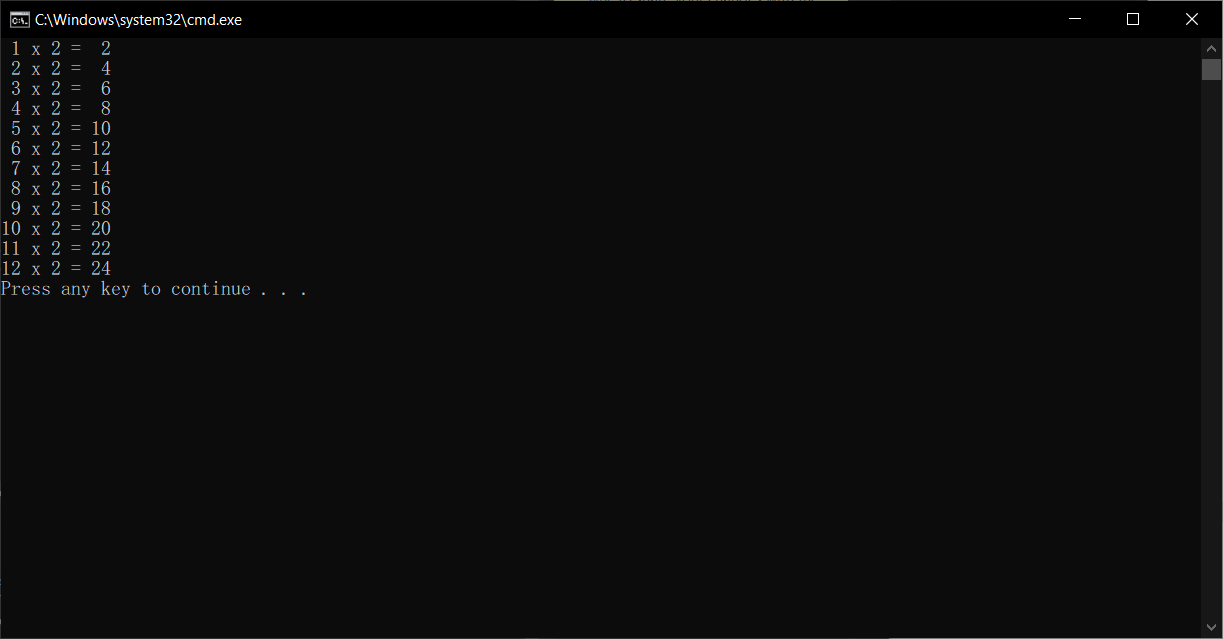 C:\Windows\system32\cmd.exe
 1 x 2 =  2
 2 x 2 =  4
 3 x 2 =  6
 4 x 2 =  8
 5 x 2 = 10
 6 x 2 = 12
 7 x 2 = 14
 8 x 2 = 16
 9 x 2 = 18
10 x 2 = 20
11 x 2 = 22
12 x 2 = 24
Press any key to continue . . .